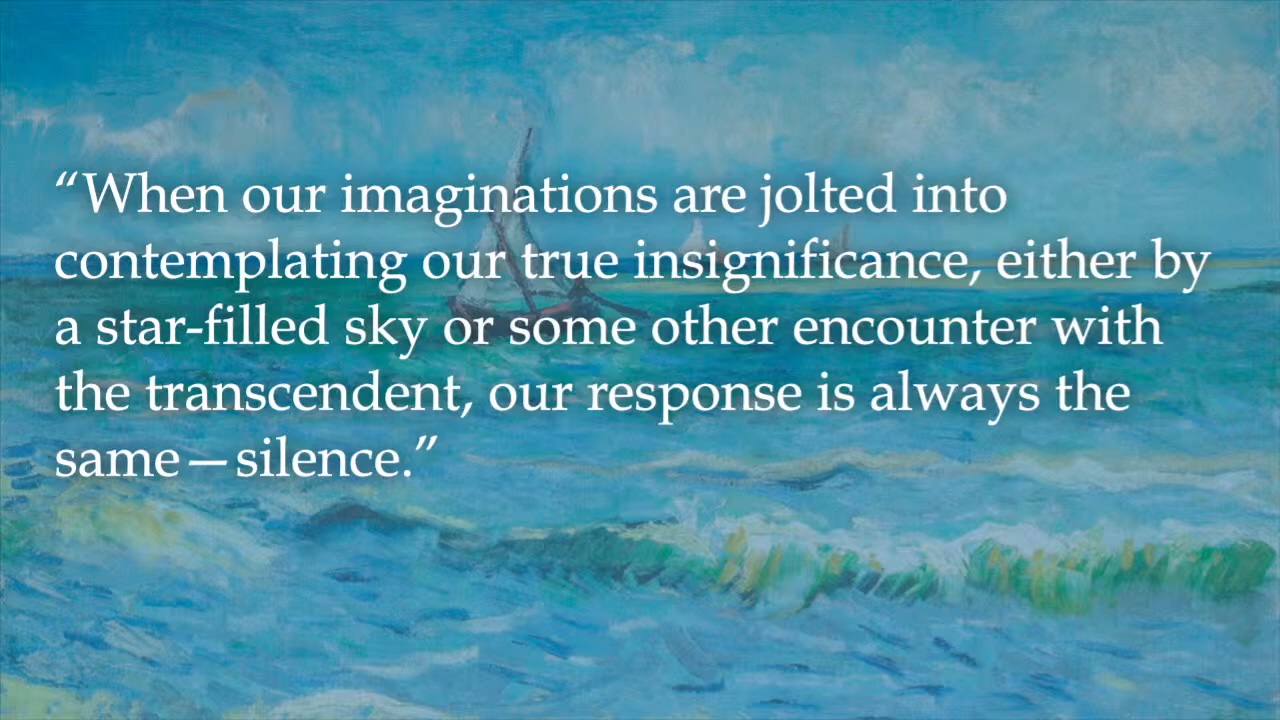 “When our imaginations are jolted into
contemplating our true insignificance, either by
a star-filled sky or some other encounter with
the transcendent, our response is always the
same—silence.”